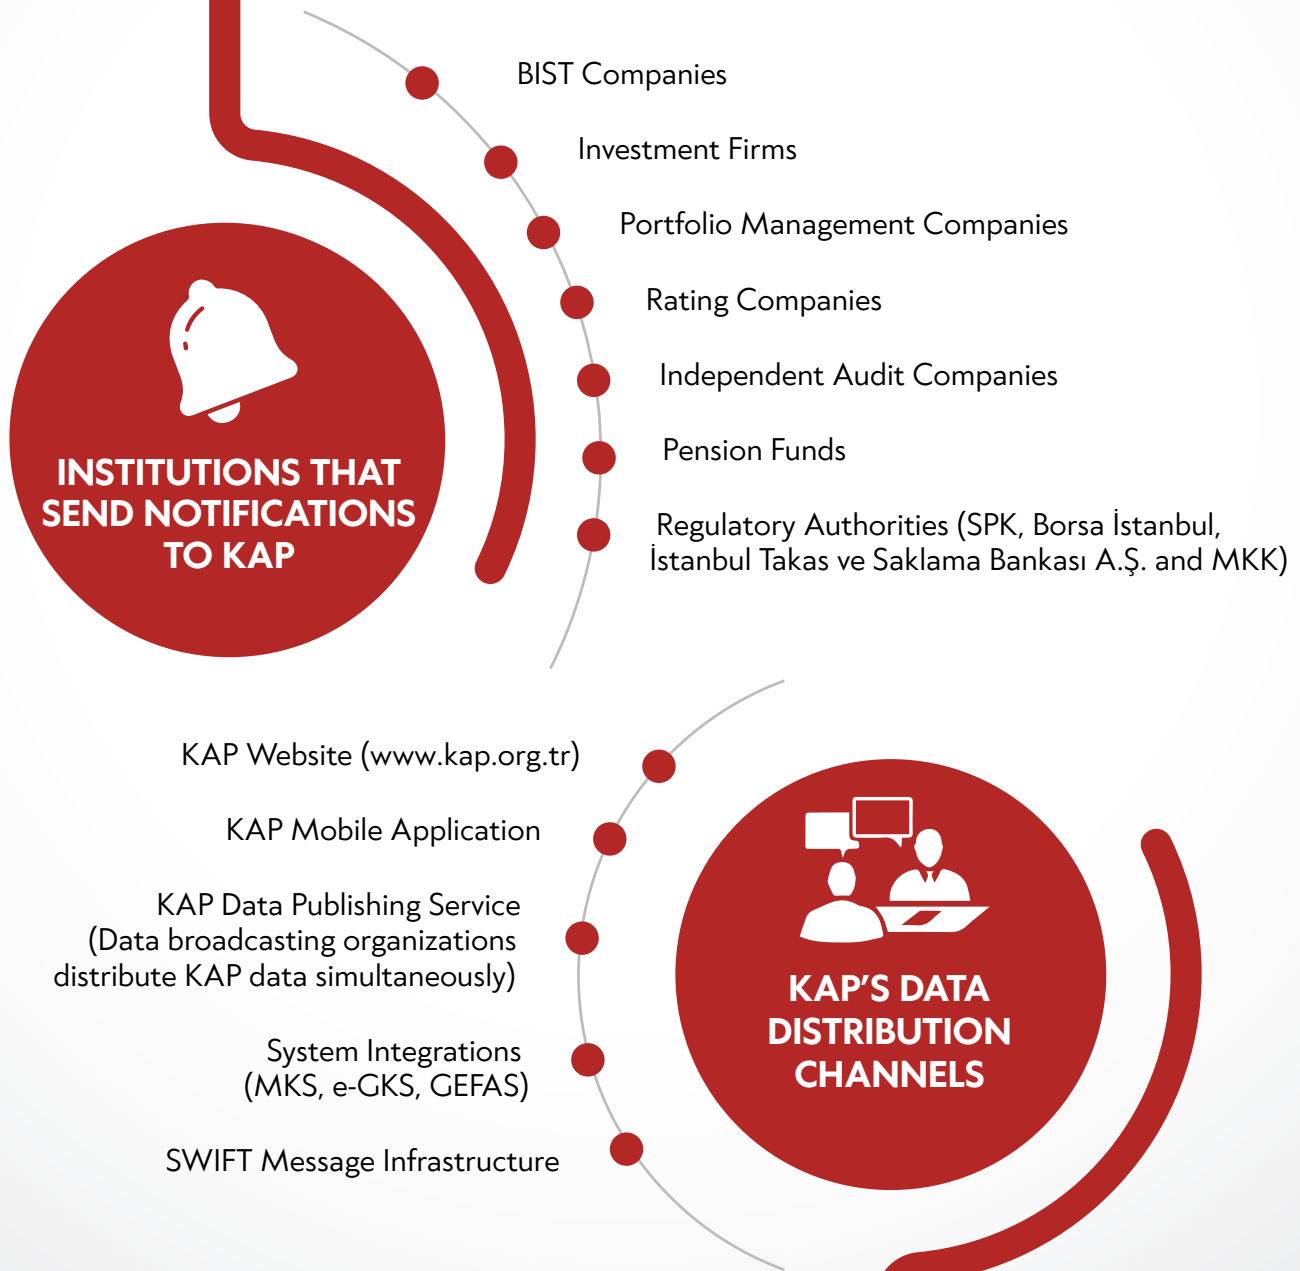 BIST Companies
Investment Firms
Portfolio Management Companies
Rating Companies
Independent Audit Companies
Pension Funds
Regulatory Authorities (SPK, Borsa İstanbul,
İstanbul Takas ve Saklama Bankası A.Ş. and MKK)
INSTITUTIONS THAT
SEND NOTIFICATIONS
TO KAP
KAP Website (www.kap.org.tr)
KAP Mobile Application
KAP Data Publishing Service
(Data broadcasting organizations
distribute KAP data simultaneously)
System Integrations
(MKS, e-GKS, GEFAS)
SWIFT Message Infrastructure
KAP’S DATA
DISTRIBUTION
CHANNELS